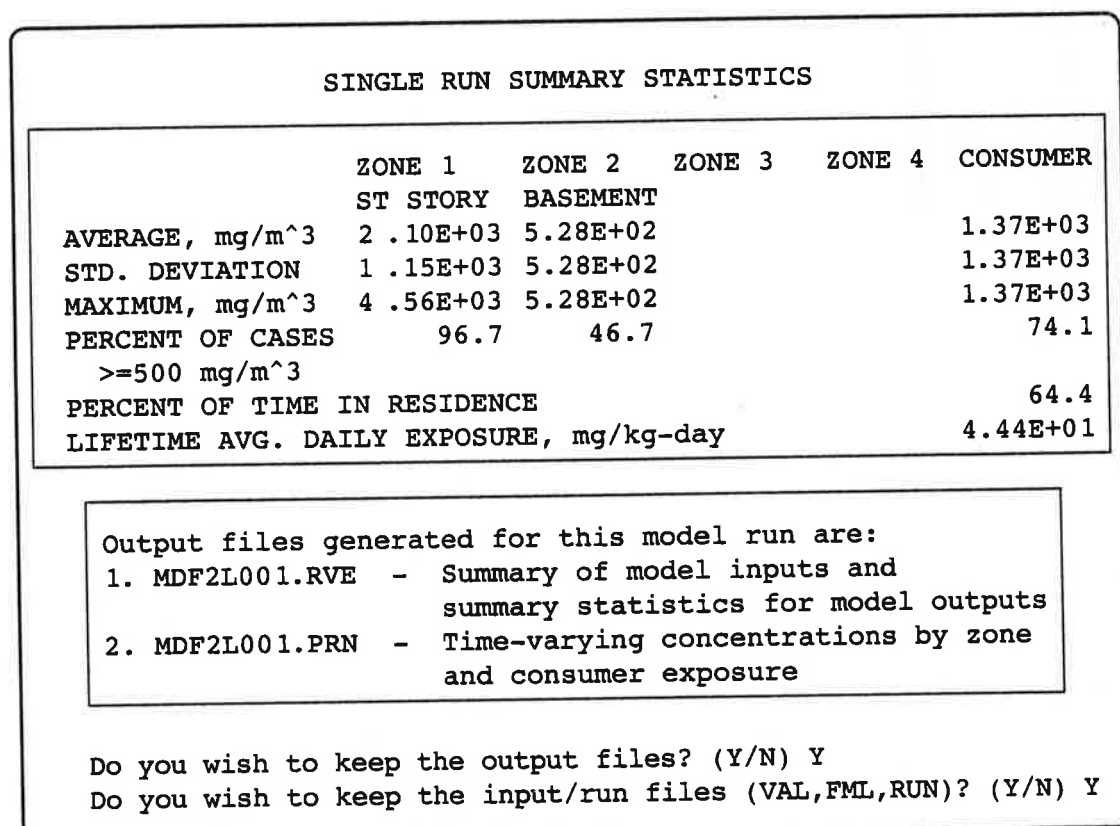 SINGLE RUN SUMMARY STATISTICS
ZONE 1 ZONE 2 ZONE 3 ZONE 4 CONSUMER
ST STORY BASEMENT
AVERAGE, mg/m^3 2 .10E+03 5.28E+02 1.37E+03
STD. DEVIATION 1 .15E+03 5.28E+02 1.37E+03
MAXIMUM, mg/m^3 4 .56E+03 5.28E+02 1.37E+03
PERCENT OF CASES 96.7 46.7 74.1
>=500 mg/m^3
PERCENT OF TIME IN RESIDENCE 64.4
LIFETIME AVG. DAILY EXPOSURE, mg/kg-day 4.44E+01
Output files generated for this model run are:
1. MDF2L001.RVE - Summary of model inputs and
summary statistics for model outputs
2. MDF2L001.PRN - Time-varying concentrations by zone
and consumer exposure
Do you wish to keep the output files? (Y/N) Y
Do you wish to keep the input/run files (VAL,FML,RUN)? (Y/N) Y